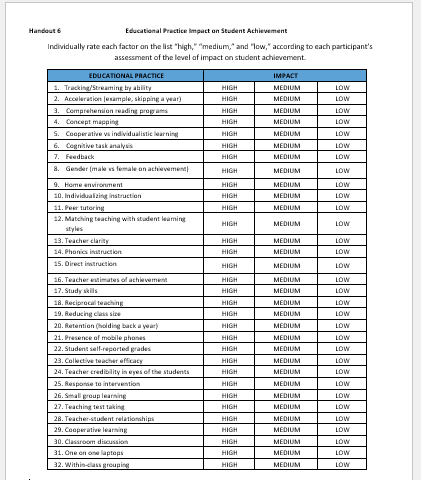 Handout 6 Educational Practice Impact on Student Achievement
Individually rate each factor on the list "high," "medium," and "low," according to each participant's
assessment of the level of impact on student achievement.
EDUCATIONAL PRACTICE IMPACT
1. Tracking/Streaming by ability HIGH MEDIUM LOW
2. Acceleration (example, skipping a year) HIGH MEDIUM LOW
3. Comprehension reading programs HIGH MEDIUM LOW
4. Concept mapping HIGH MEDIUM LOW
5. Cooperative vs individualistic learning HIGH MEDIUM LOW
6. Cognitive task analysis HIGH MEDIUM LOW
7. Feedback HIGH MEDIUM LOW
8. Gender (male vs female on achievement) HIGH MEDIUM LOW
9. Home environment HIGH MEDIUM LOW
10. Individualizing instruction HIGH MEDIUM LOW
11. Peer tutoring HIGH MEDIUM LOW
12. Matching teaching with student learning
styles HIGH MEDIUM LOW
13. Teacher clarity HIGH MEDIUM LOW
14. Phonics instruction HIGH MEDIUM LOW
15. Direct instruction HIGH MEDIUM LOW
16. Teacher estimates of achievement HIGH MEDIUM LOW
17. Study skills HIGH MEDIUM LOW
18. Reciprocal teaching HIGH MEDIUM LOW
19. Reducing class size HIGH MEDIUM LOW
20. Retention (holding back a year) HIGH MEDIUM LOW
21. Presence of mobile phones HIGH MEDIUM LOW
22. Student self-reported grades HIGH MEDIUM LOW
23. Collective teacher efficacy HIGH MEDIUM LOW
24. Teacher credibility in eyes of the students HIGH MEDIUM LOW
25. Response to intervention HIGH MEDIUM LOW
26. Small group learning HIGH MEDIUM LOW
27. Teaching test taking HIGH MEDIUM LOW
28. Teacher-student relationships HIGH MEDIUM LOW
29. Cooperative learning HIGH MEDIUM LOW
30. Classroom discussion HIGH MEDIUM LOW
31. One on one laptops HIGH MEDIUM LOW
32. Within-class grouping HIGH MEDIUM LOW